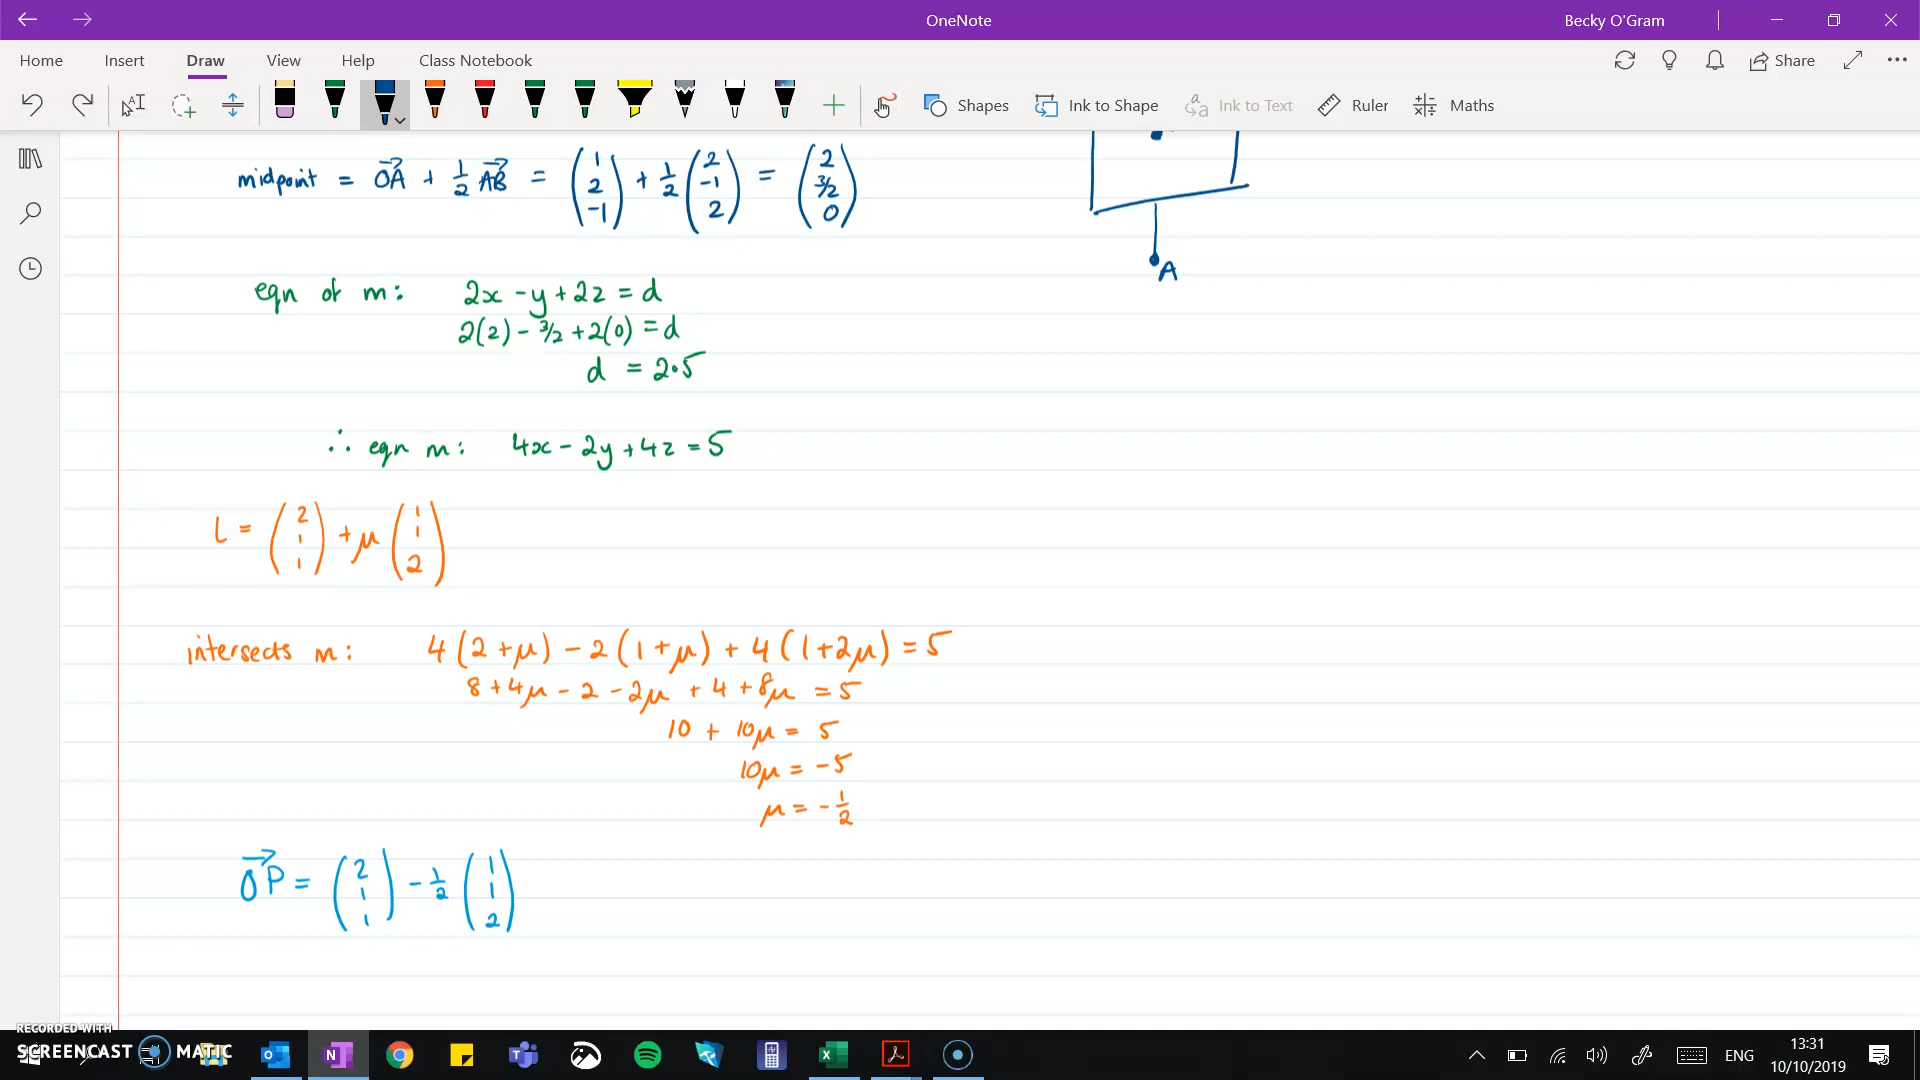 OneNote
Becky O'Gram
Home Insert Draw View Help Class Notebook
Share
Shapes Ink to Shape Ink to Text Ruler Maths
midpoint = OA + 1/2 AB = (1 2 -1) + 1/2 (2 -1 2) = (2 3/2 0)
A
eqn of m: 2x - y + 2z = d
2(2) - 3/2 + 2(0) = d
d = 2.5
∴ eqn m: 4x - 2y + 4z = 5
L = (2 1 1) + μ (1 1 2)
intersects m: 4(2+μ) - 2(1+μ) + 4(1+2μ) = 5
8 + 4μ - 2 - 2μ + 4 + 8μ = 5
10 + 10μ = 5
10μ = -5
μ = -1/2
OP = (2 1 1) - 1/2 (1 1 2)
RECORDED WITH
SCREENCAST MATIC
ENG
13:31
10/10/2019